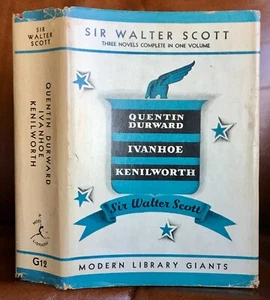 SIR
WALTER
SCOTT
QUENTIN DURWARD
IVANHOE
KENILWORTH
G12
SIR WALTER SCOTT
THREE NOVELS COMPLETE IN ONE VOLUME
QUENTIN
DURWARD
IVANHOE
KENILWORTH
Sir Walter Scott
MODERN LIBRARY GIANTS